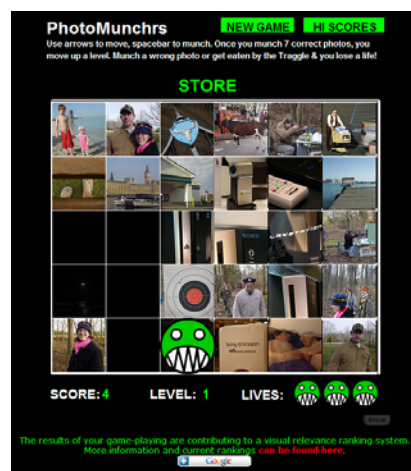 PhotoMunchrs
NEW GAME
HI SCORES
Use arrows to move, spacebar to munch. Once you munch 7 correct photos, you
move up a level. Munch a wrong photo or get eaten by the Traggle & you lose a life!
STORE
SONY
Sony Ericsson
SCORE:4
LEVEL: 1
LIVES:
The results of your game-playing are contributing to a visual relevance ranking system.
More information and current rankings can be found here.
Google